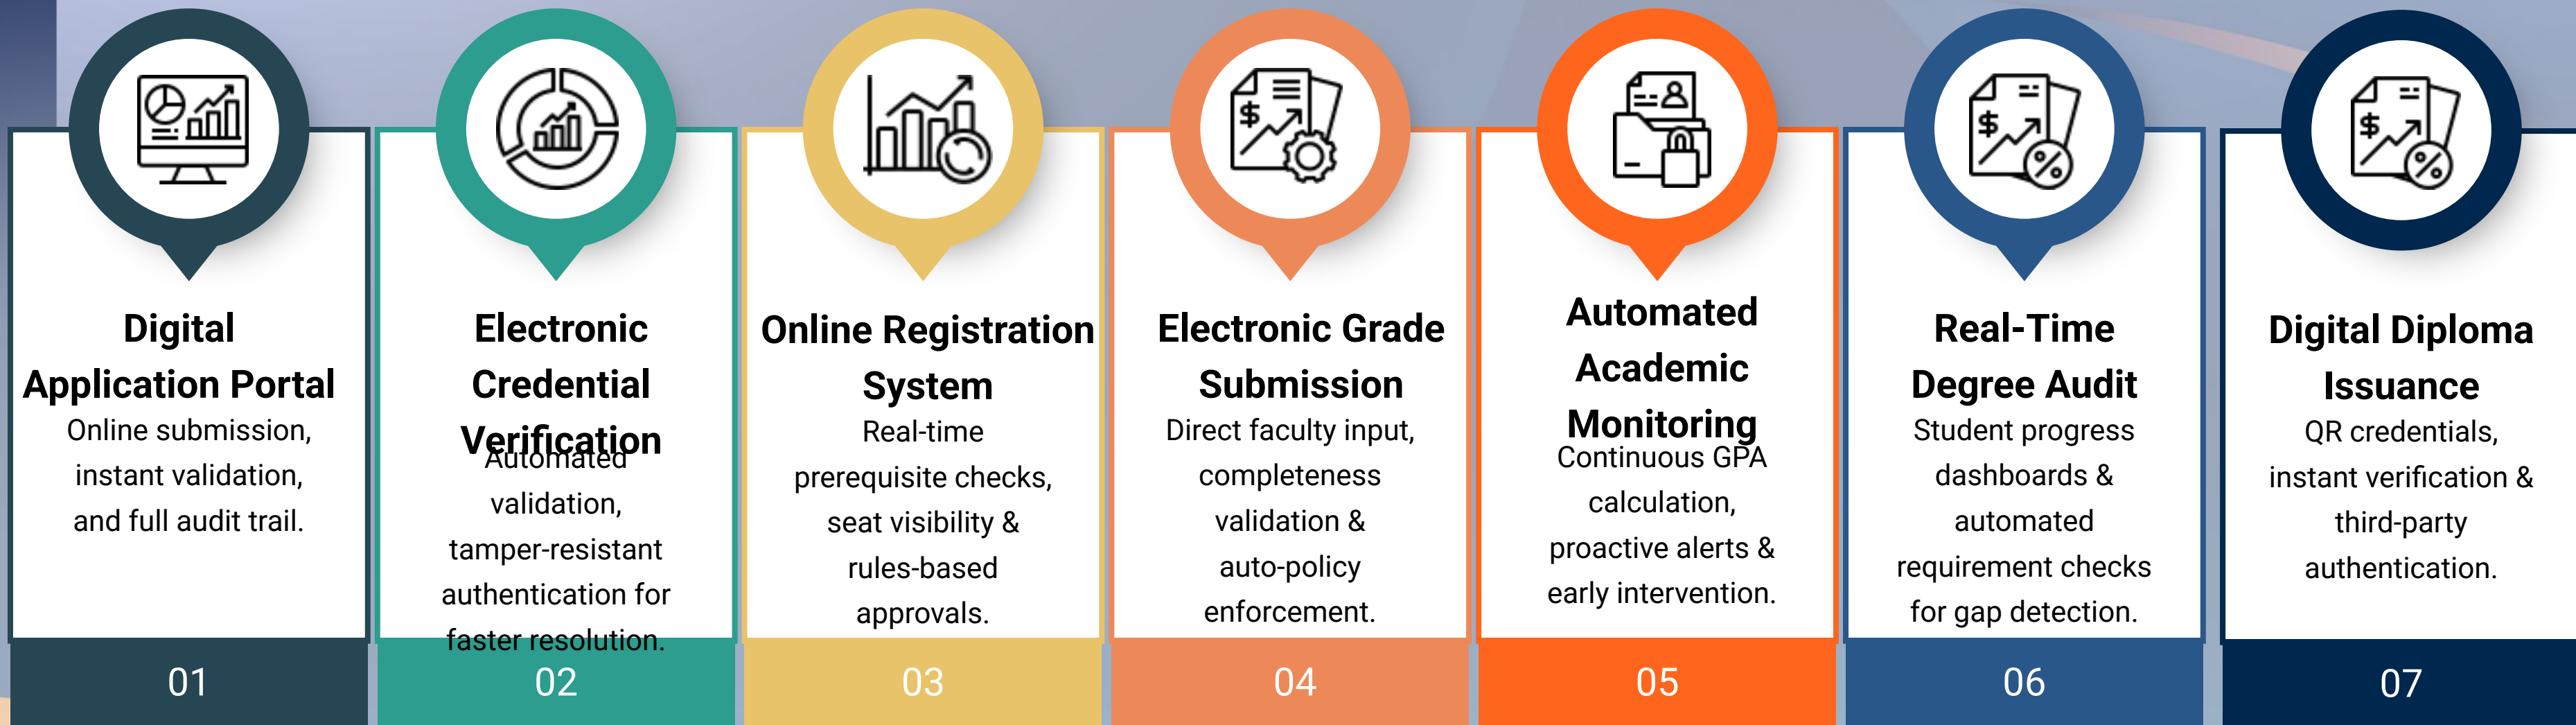 Digital
Application Portal
Online submission,
instant validation,
and full audit trail.
01
Electronic
Credential
Verification
Automated
validation,
tamper-resistant
authentication for
faster resolution.
02
Online Registration
System
Real-time
prerequisite checks,
seat visibility &
rules-based
approvals.
03
Electronic Grade
Submission
Direct faculty input,
completeness
validation &
auto-policy
enforcement.
04
Automated
Academic
Monitoring
Continuous GPA
calculation,
proactive alerts &
early intervention.
05
Real-Time
Degree Audit
Student progress
dashboards &
automated
requirement checks
for gap detection.
06
Digital Diploma
Issuance
QR credentials,
instant verification &
third-party
authentication.
07